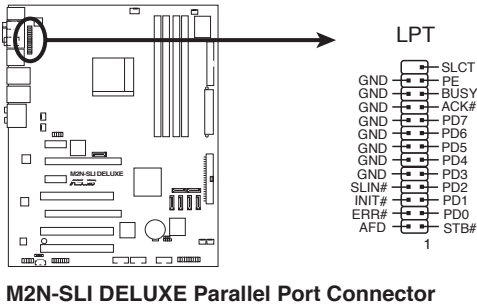 LPT
SLCT
GND PE
GND BUSY
GND ACK#
GND PD7
GND PD6
GND PD5
GND PD4
GND PD3
SLIN# PD2
INIT# PD1
ERR# PD0
AFD STB#
1
M2N-SLI DELUXE
ASUS
M2N-SLI DELUXE Parallel Port Connector